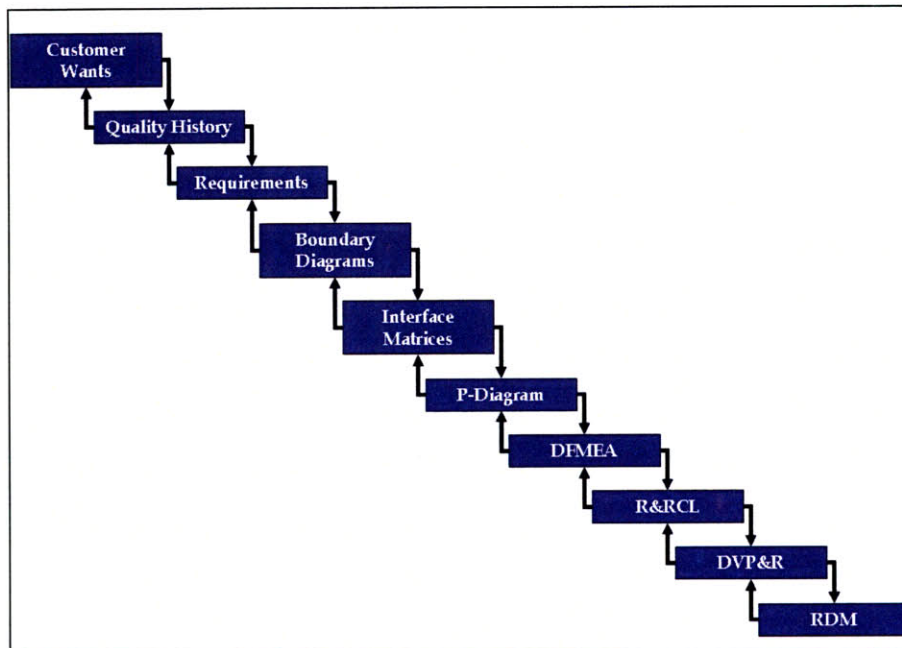 Customer
Wants
Quality History
Requirements
Boundary
Diagrams
Interface
Matrices
P-Diagram
DFMEA
R&RCL
DVP&R
RDM